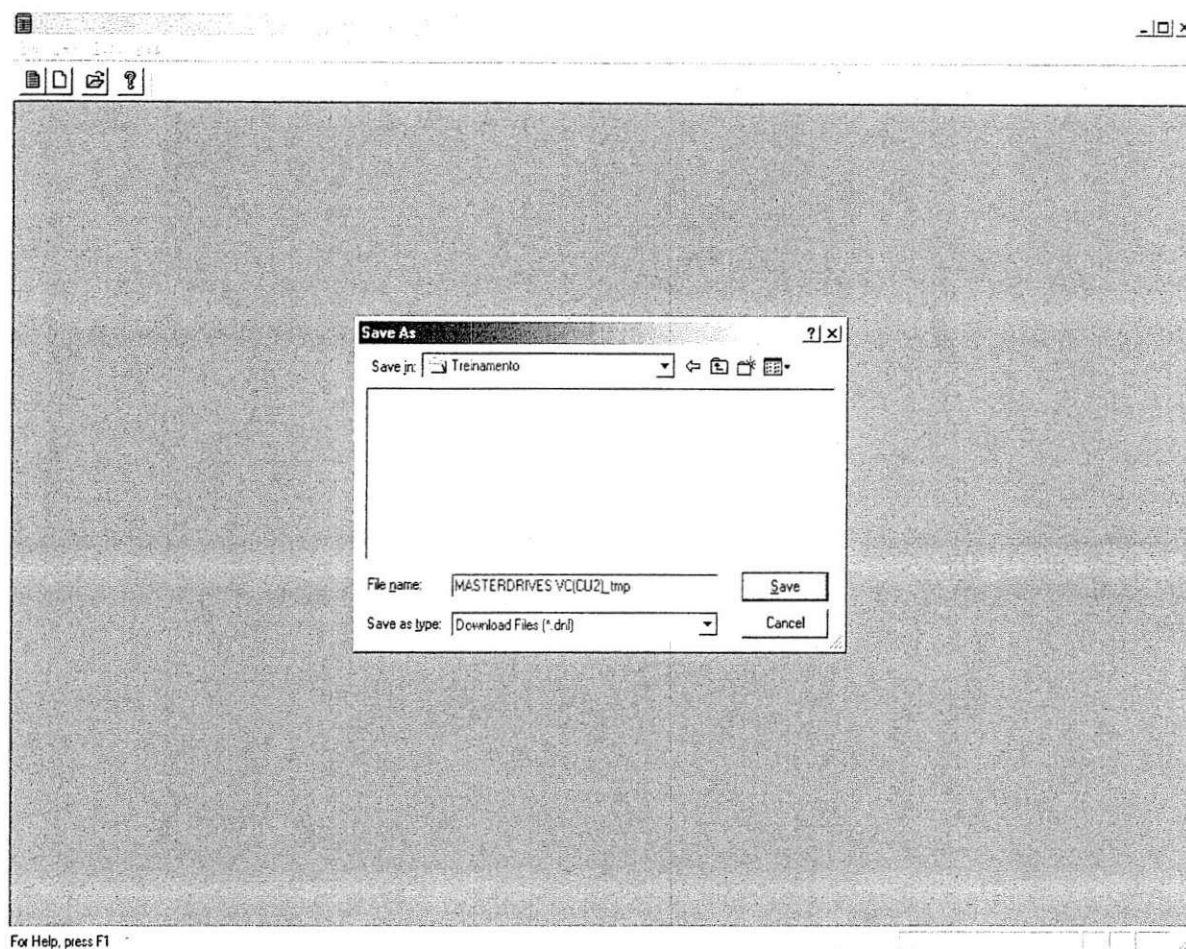 Save As
Save in: Treinamento
File name: MASTERDRIVES VC(CU2)_tmp
Save
Save as type: Download Files (*.dnl)
Cancel
For Help, press F1